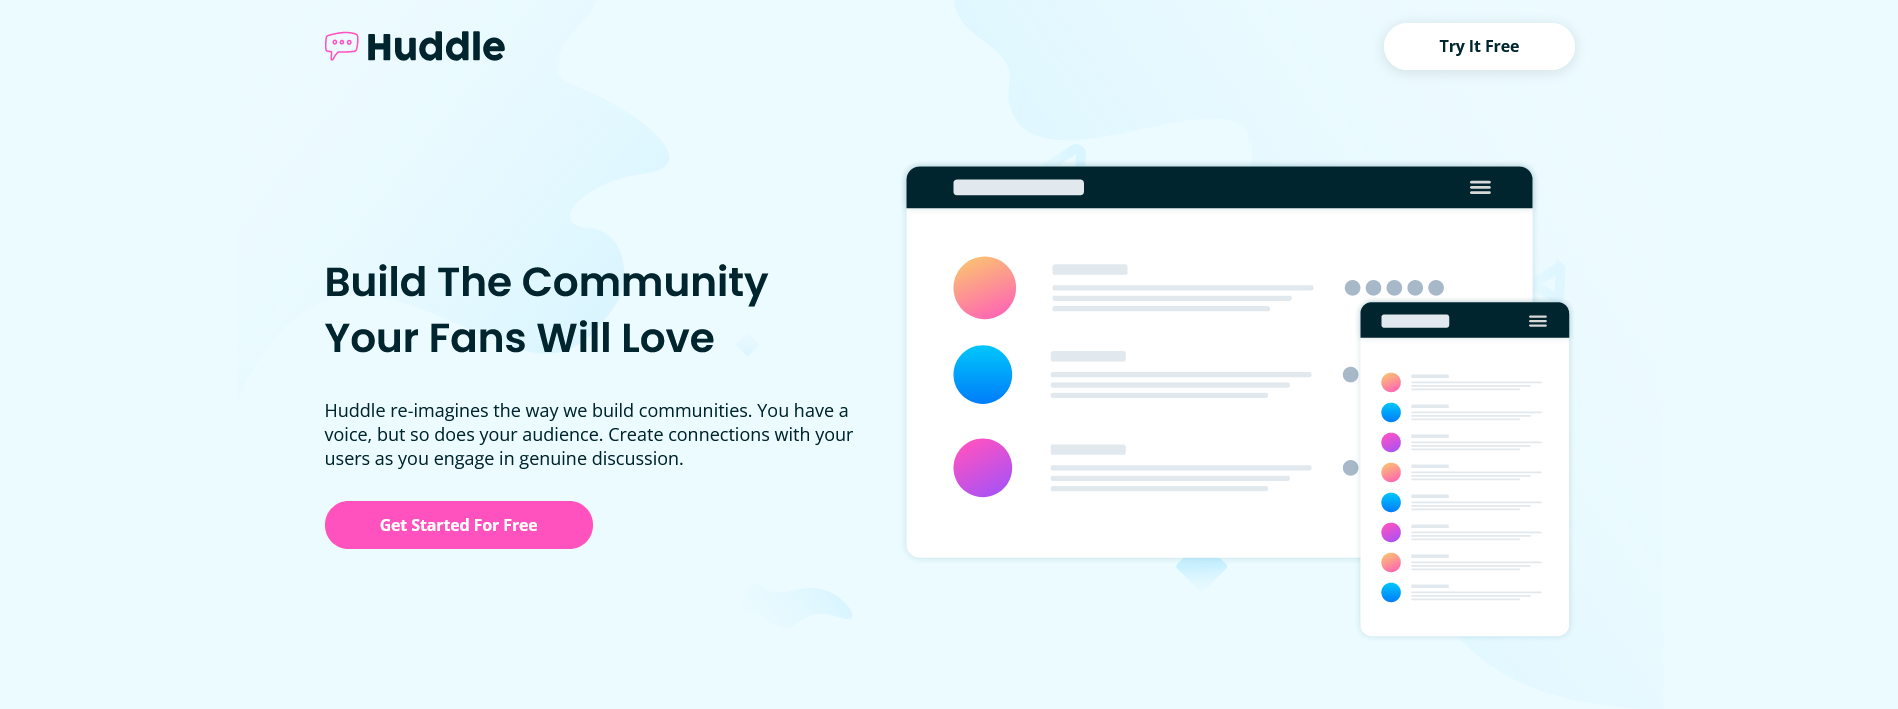 Huddle
Try It Free
Build The Community
Your Fans Will Love
Huddle re-imagines the way we build communities. You have a
voice, but so does your audience. Create connections with your
users as you engage in genuine discussion.
Get Started For Free